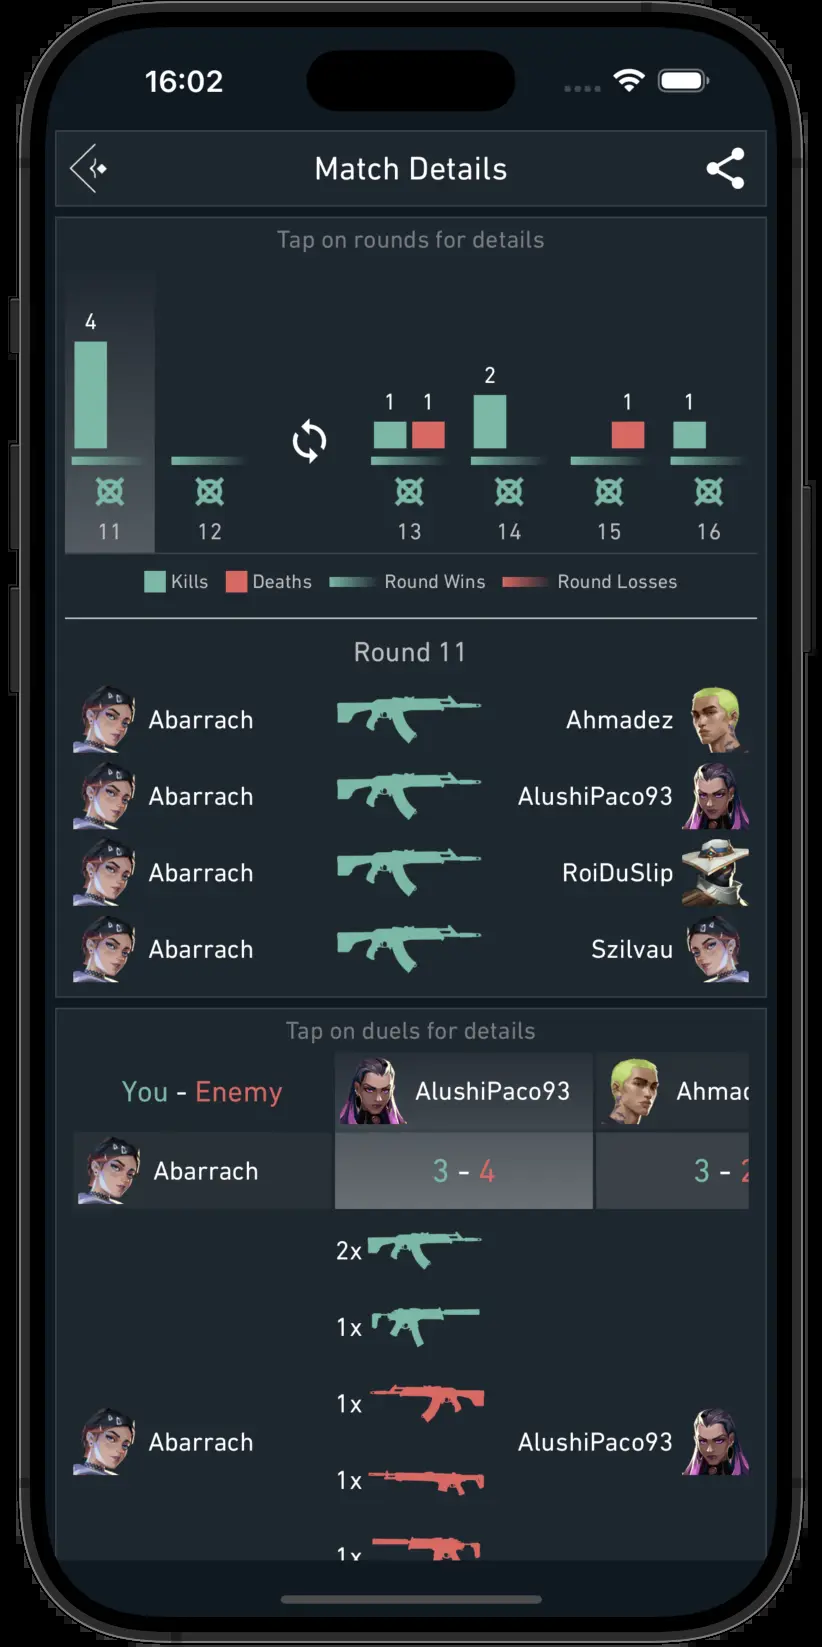 16:02
Match Details
Tap on rounds for details
4
1 1
2
1
1
11 12 13 14 15 16
Kills Deaths Round Wins Round Losses
Round 11
Abarrach Ahmadez
Abarrach AlushiPaco93
Abarrach RoiDuSlip
Abarrach Szilvau
Tap on duels for details
You - Enemy AlushiPaco93 Ahmad
Abarrach 3 - 4 3 - 2
2x
1x
1x
Abarrach AlushiPaco93
1x
1x